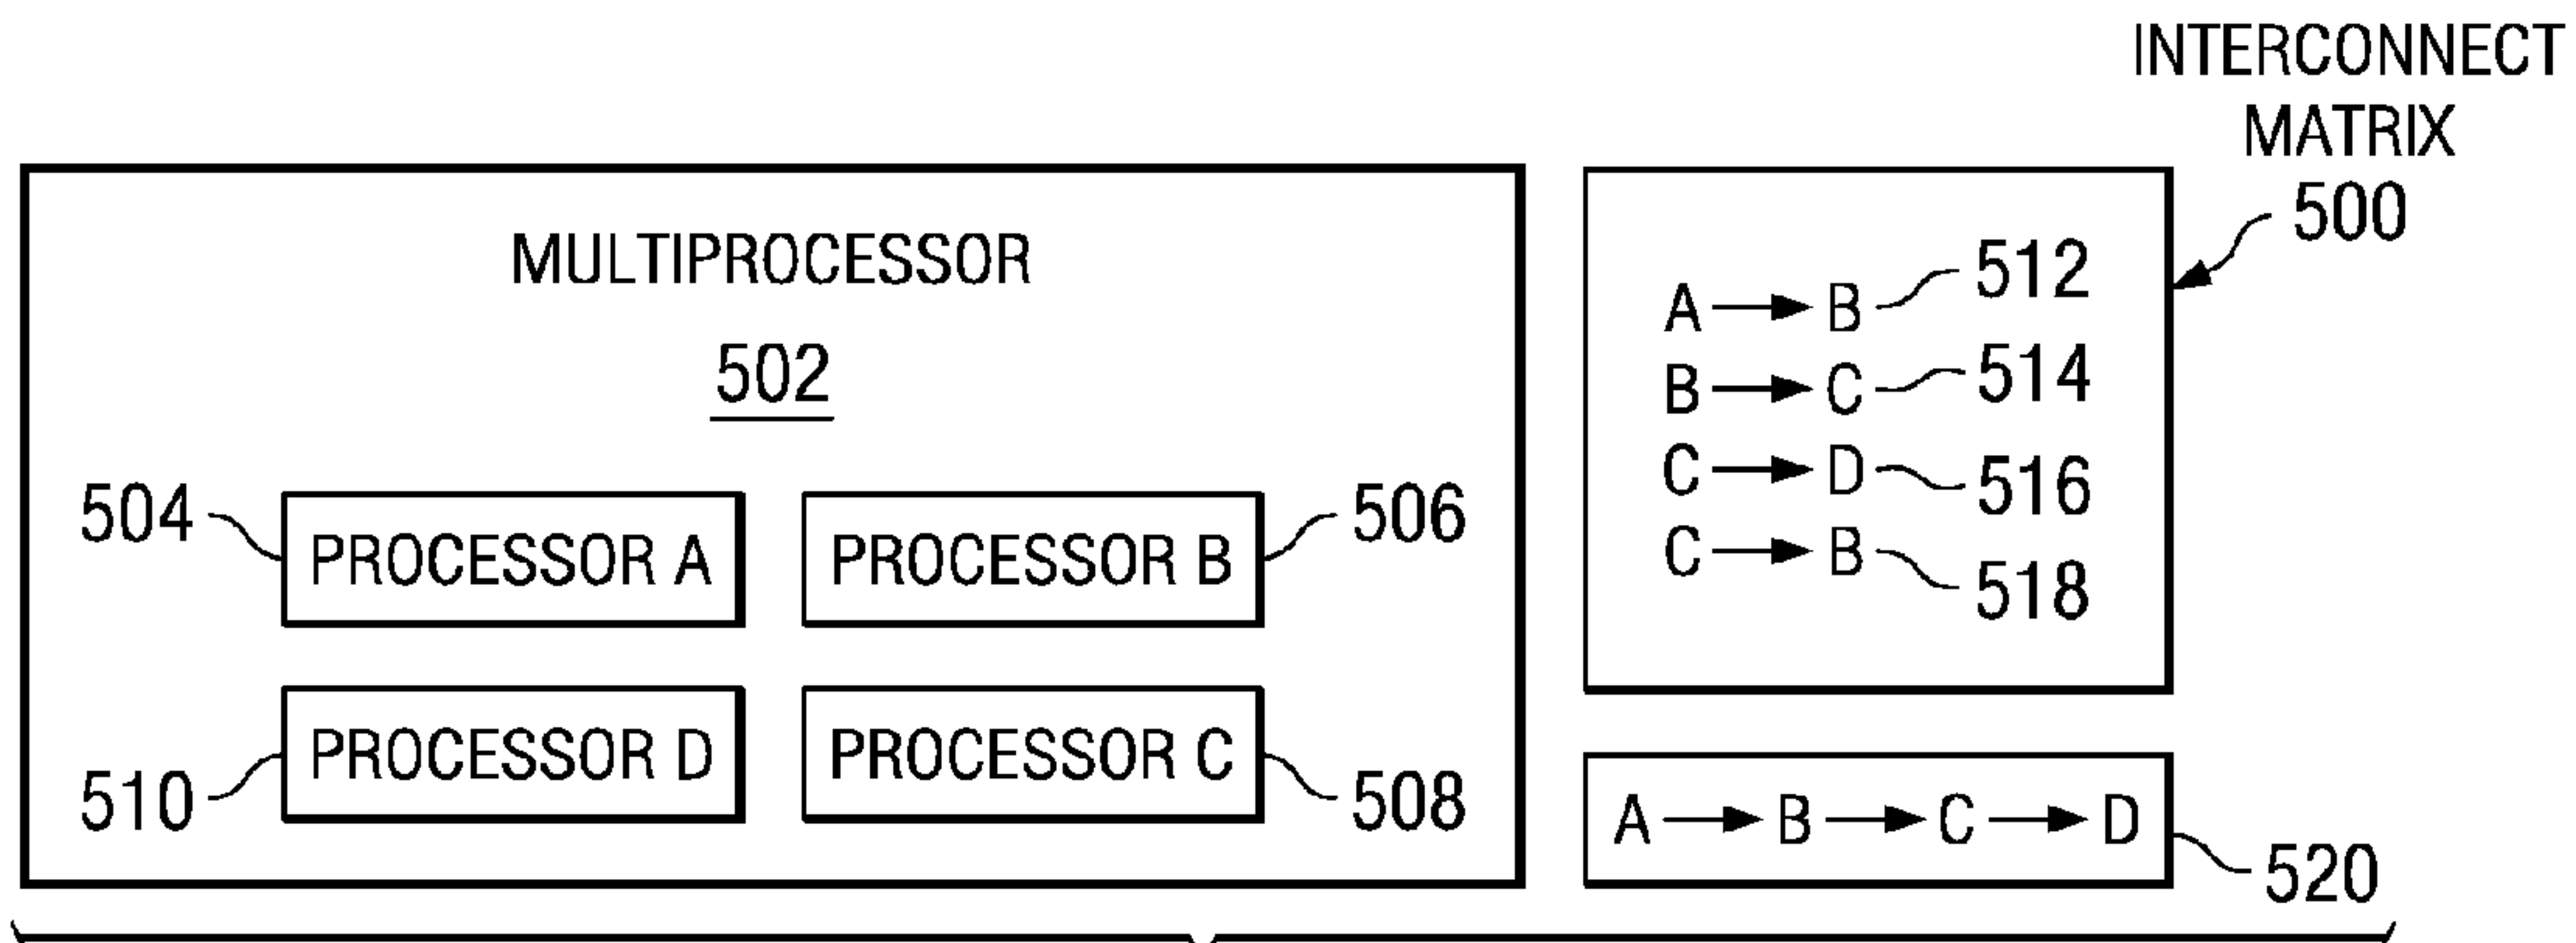 INTERCONNECT
MATRIX
500
MULTIPROCESSOR
502
504
PROCESSOR A
PROCESSOR B
506
510
PROCESSOR D
PROCESSOR C
508
A → B 512
B → C 514
C → D 516
C → B 518
A → B → C → D
520